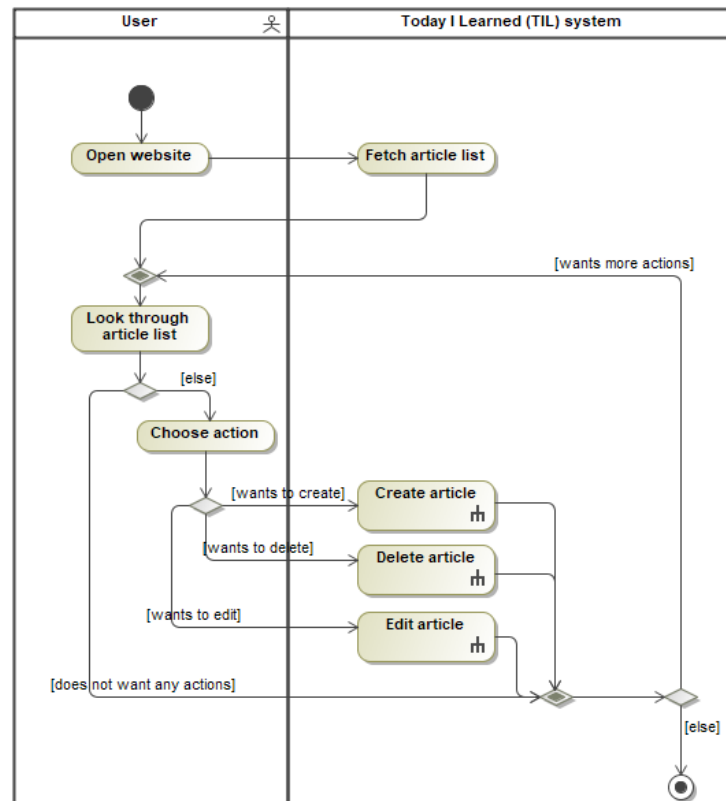 User
Today I Learned (TIL) system
Open website
Fetch article list
[wants more actions]
Look through
article list
[else]
Choose action
[wants to create]
Create article
[wants to delete]
Delete article
[wants to edit]
Edit article
[does not want any actions]
[else]